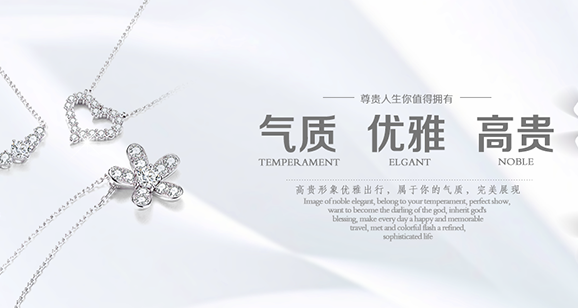 尊贵人生你值得拥有
气质 优雅 高贵
TEMPERAMENT ELGANT NOBLE
高贵形象优雅出行，属于你的气质，完美展现
Image of noble elegant, belong to your temperament, perfect show,
want to become the darling of the god, inherit god's
blessing, make every day a happy and memorable
travel, met and colorful flash a refined,
sophisticated life